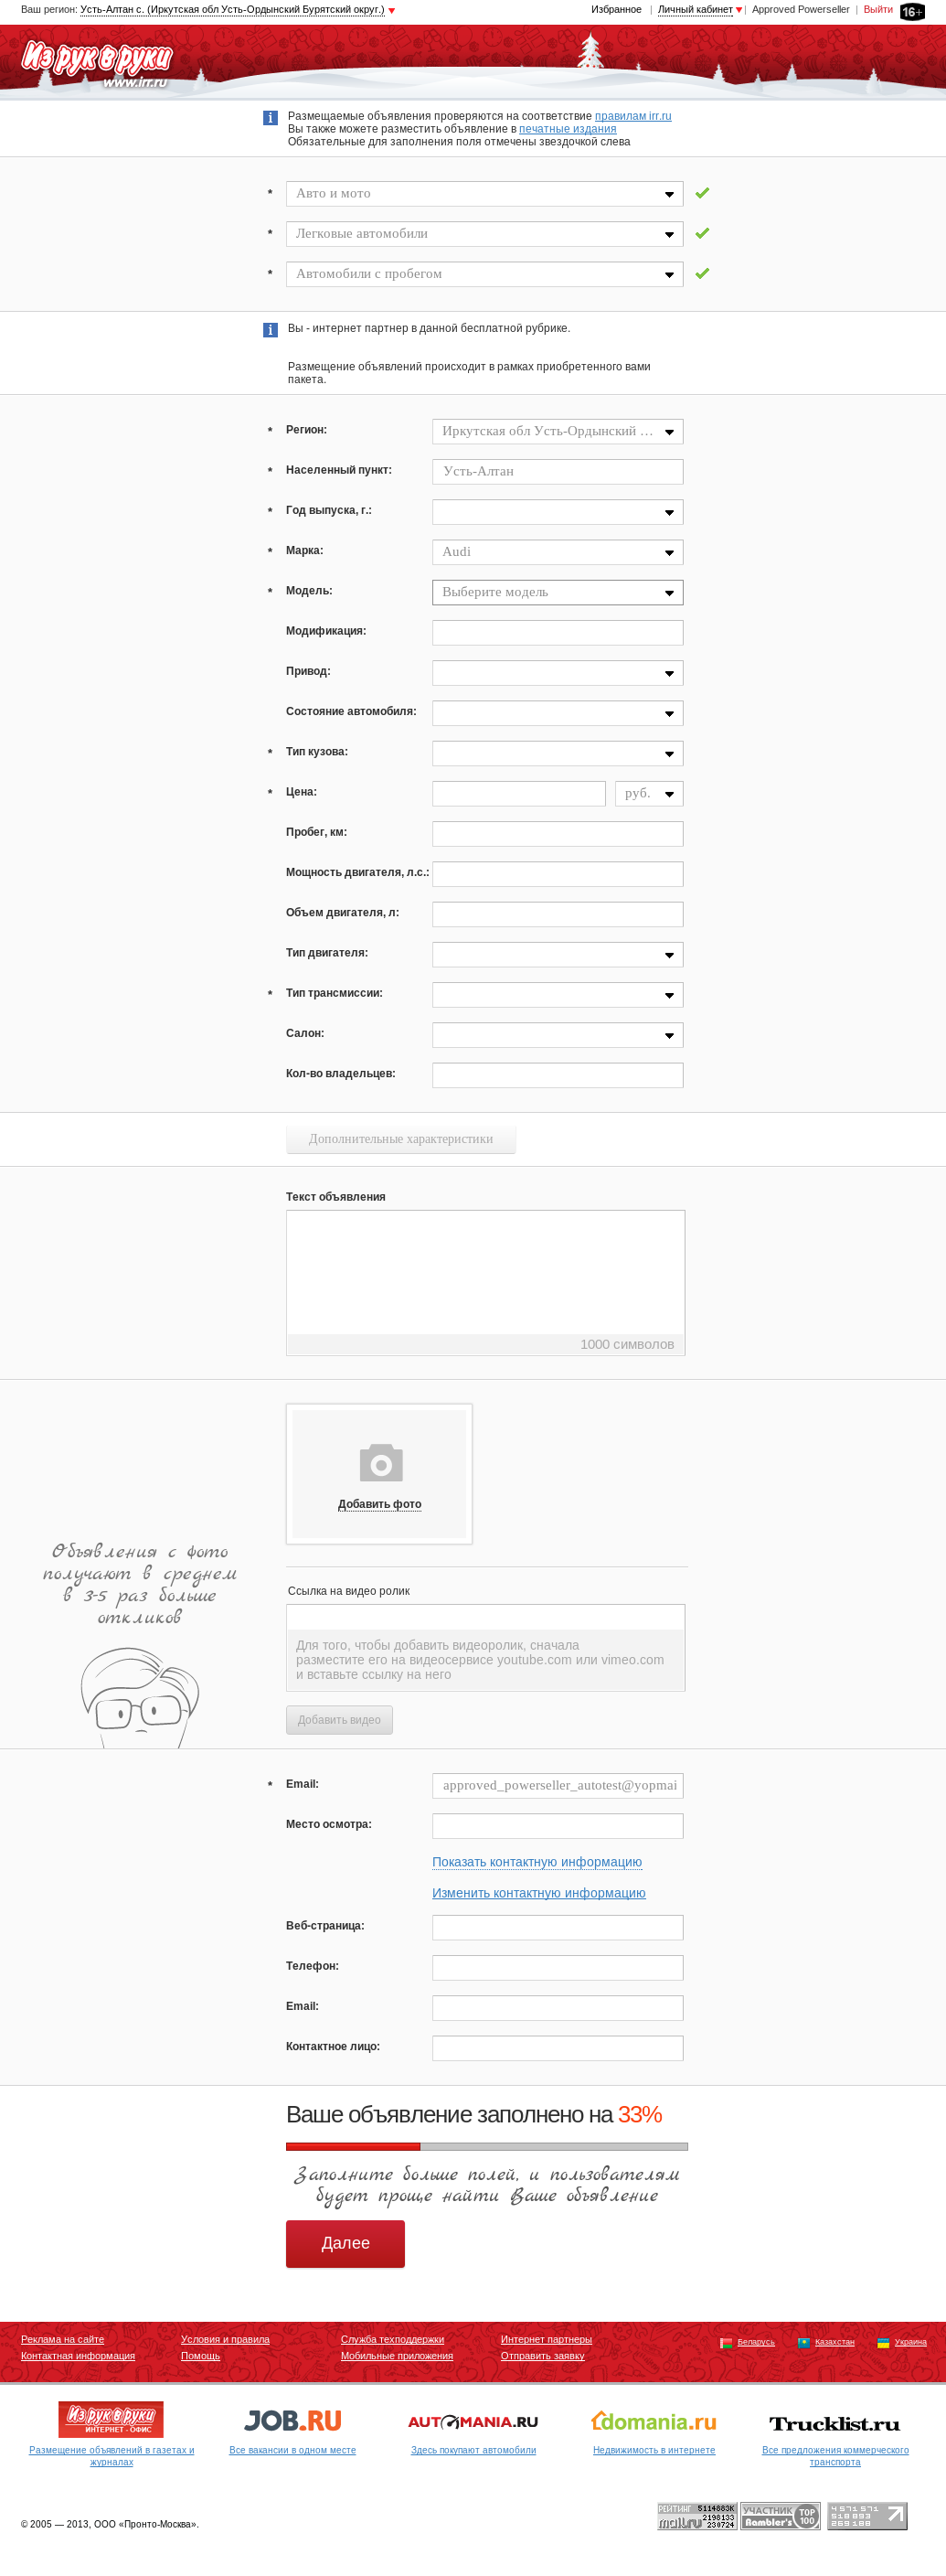 Ваш регион: Усть-Алтан с. (Иркутская обл Усть-Ордынский Бурятский округ.)
Избранное | Личный кабинет | Approved Powerseller | Выйти 16+
Из рук в руки
www.irr.ru
Размещаемые объявления проверяются на соответствие правилам irr.ru
Вы также можете разместить объявление в печатные издания
Обязательные для заполнения поля отмечены звездочкой слева
* Авто и мото
* Легковые автомобили
* Автомобили с пробегом
Вы - интернет партнер в данной бесплатной рубрике.
Размещение объявлений происходит в рамках приобретенного вами
пакета.
* Регион: Иркутская обл Усть-Ордынский …
* Населенный пункт: Усть-Алтан
* Год выпуска, г.:
* Марка: Audi
* Модель: Выберите модель
Модификация:
Привод:
Состояние автомобиля:
* Тип кузова:
* Цена: руб.
Пробег, км:
Мощность двигателя, л.с.:
Объем двигателя, л:
Тип двигателя:
* Тип трансмиссии:
Салон:
Кол-во владельцев:
Дополнительные характеристики
Текст объявления
1000 символов
Добавить фото
Объявления с фото
получают в среднем
в 3-5 раз больше
откликов
Ссылка на видео ролик
Для того, чтобы добавить видеоролик, сначала
разместите его на видеосервисе youtube.com или vimeo.com
и вставьте ссылку на него
Добавить видео
* Email: approved_powerseller_autotest@yopmai
Место осмотра:
Показать контактную информацию
Изменить контактную информацию
Веб-страница:
Телефон:
Email:
Контактное лицо:
Ваше объявление заполнено на 33%
Заполните больше полей, и пользователям
будет проще найти Ваше объявление
Далее
Реклама на сайте Условия и правила Служба техподдержки Интернет партнеры Беларусь Казахстан Украина
Контактная информация Помощь Мобильные приложения Отправить заявку
Из рук в руки
ИНТЕРНЕТ - ОФИС
JOB.RU AUTOMANIA.RU domania.ru Trucklist.ru
Размещение объявлений в газетах и Все вакансии в одном месте Здесь покупают автомобили Недвижимость в интернете Все предложения коммерческого
журналах транспорта
© 2005 — 2013, ООО «Пронто-Москва».
РЕЙТИНГ mail.ru
УЧАСТНИК Rambler's TOP 100